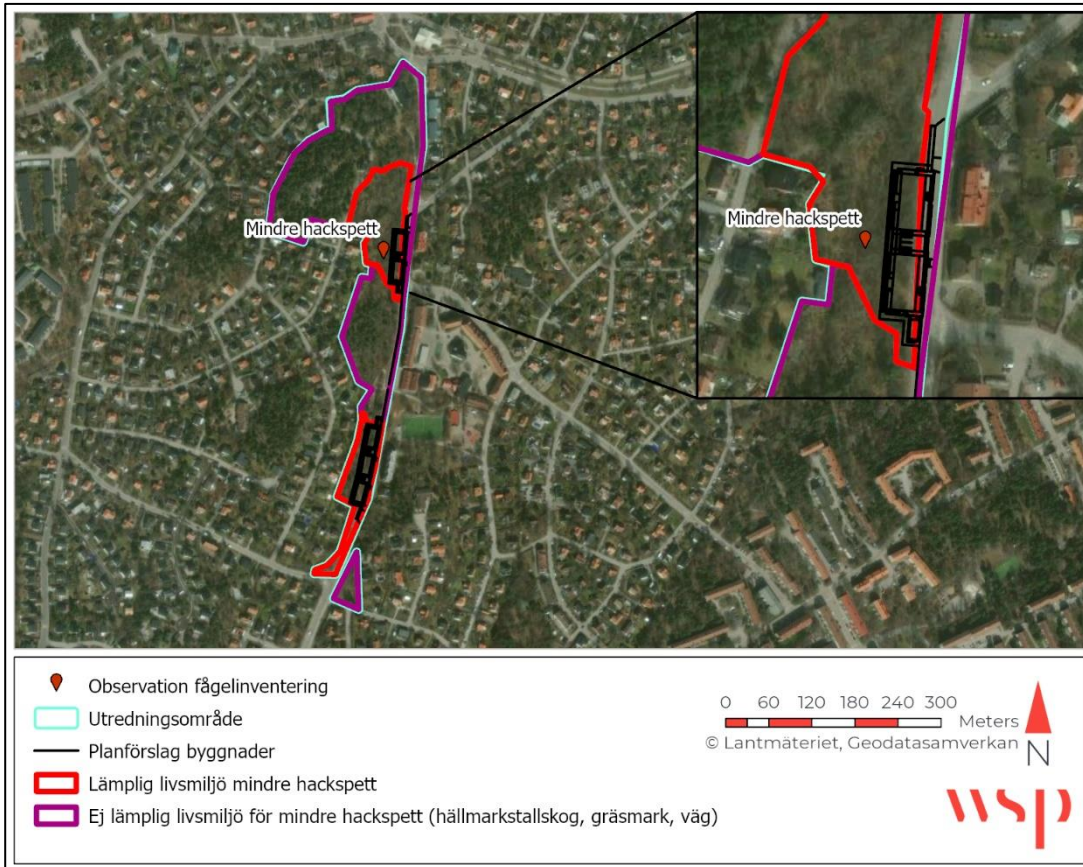 Mindre hackspett
Mindre hackspett
Observation fågelinventering
Utredningsområde
Planförslag byggnader
Lämplig livsmiljö mindre hackspett
Ej lämplig livsmiljö för mindre hackspett (hällmarkstallskog, gräsmark, väg)
0 60 120 180 240 300
Meters
© Lantmäteriet, Geodatasamverkan
N
wsp